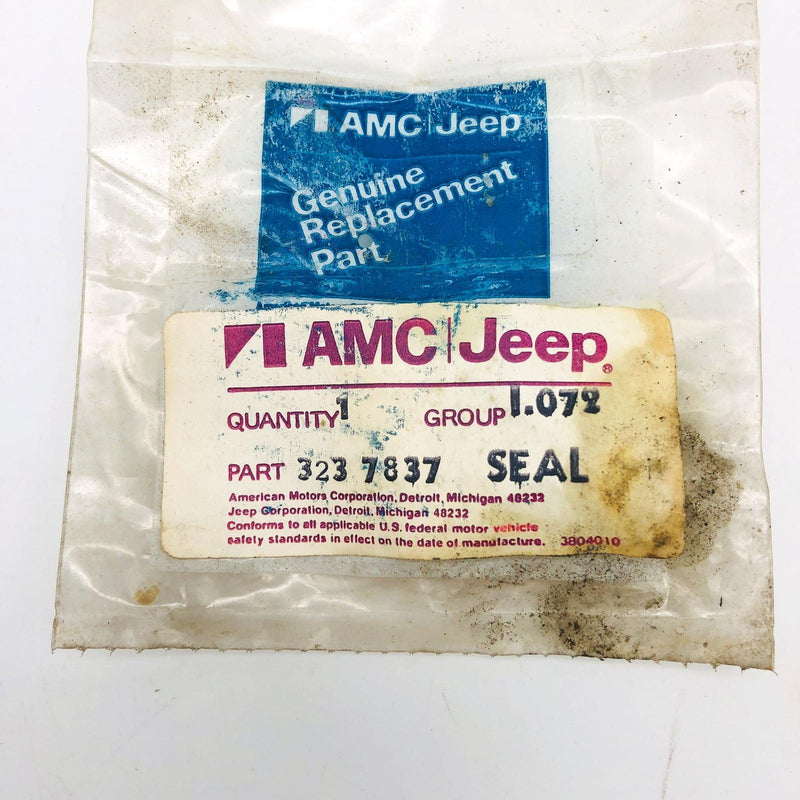 AMC Jeep
Genuine
Replacement
Part
AMC Jeep®
QUANTITY 1 GROUP 1.072
PART 323 7837 SEAL
American Motors Corporation, Detroit, Michigan 48232
Jeep Corporation, Detroit, Michigan 48232
Conforms to all applicable U.S. federal motor vehicle
safety standards in effect on the date of manufacture. 3804010